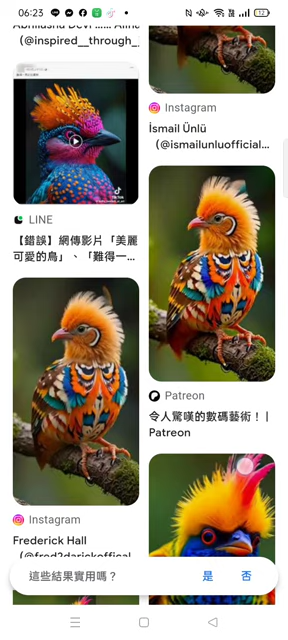 06:23
12
(@inspired__through_...
LINE
【錯誤】網傳影片「美麗
可愛的鳥」、「難得一...
Instagram
Frederick Hall
Instagram
İsmail Ünlü
(@ismailunluofficial...
Patreon
令人驚嘆的數碼藝術！ |
Patreon
這些結果實用嗎？
是
否